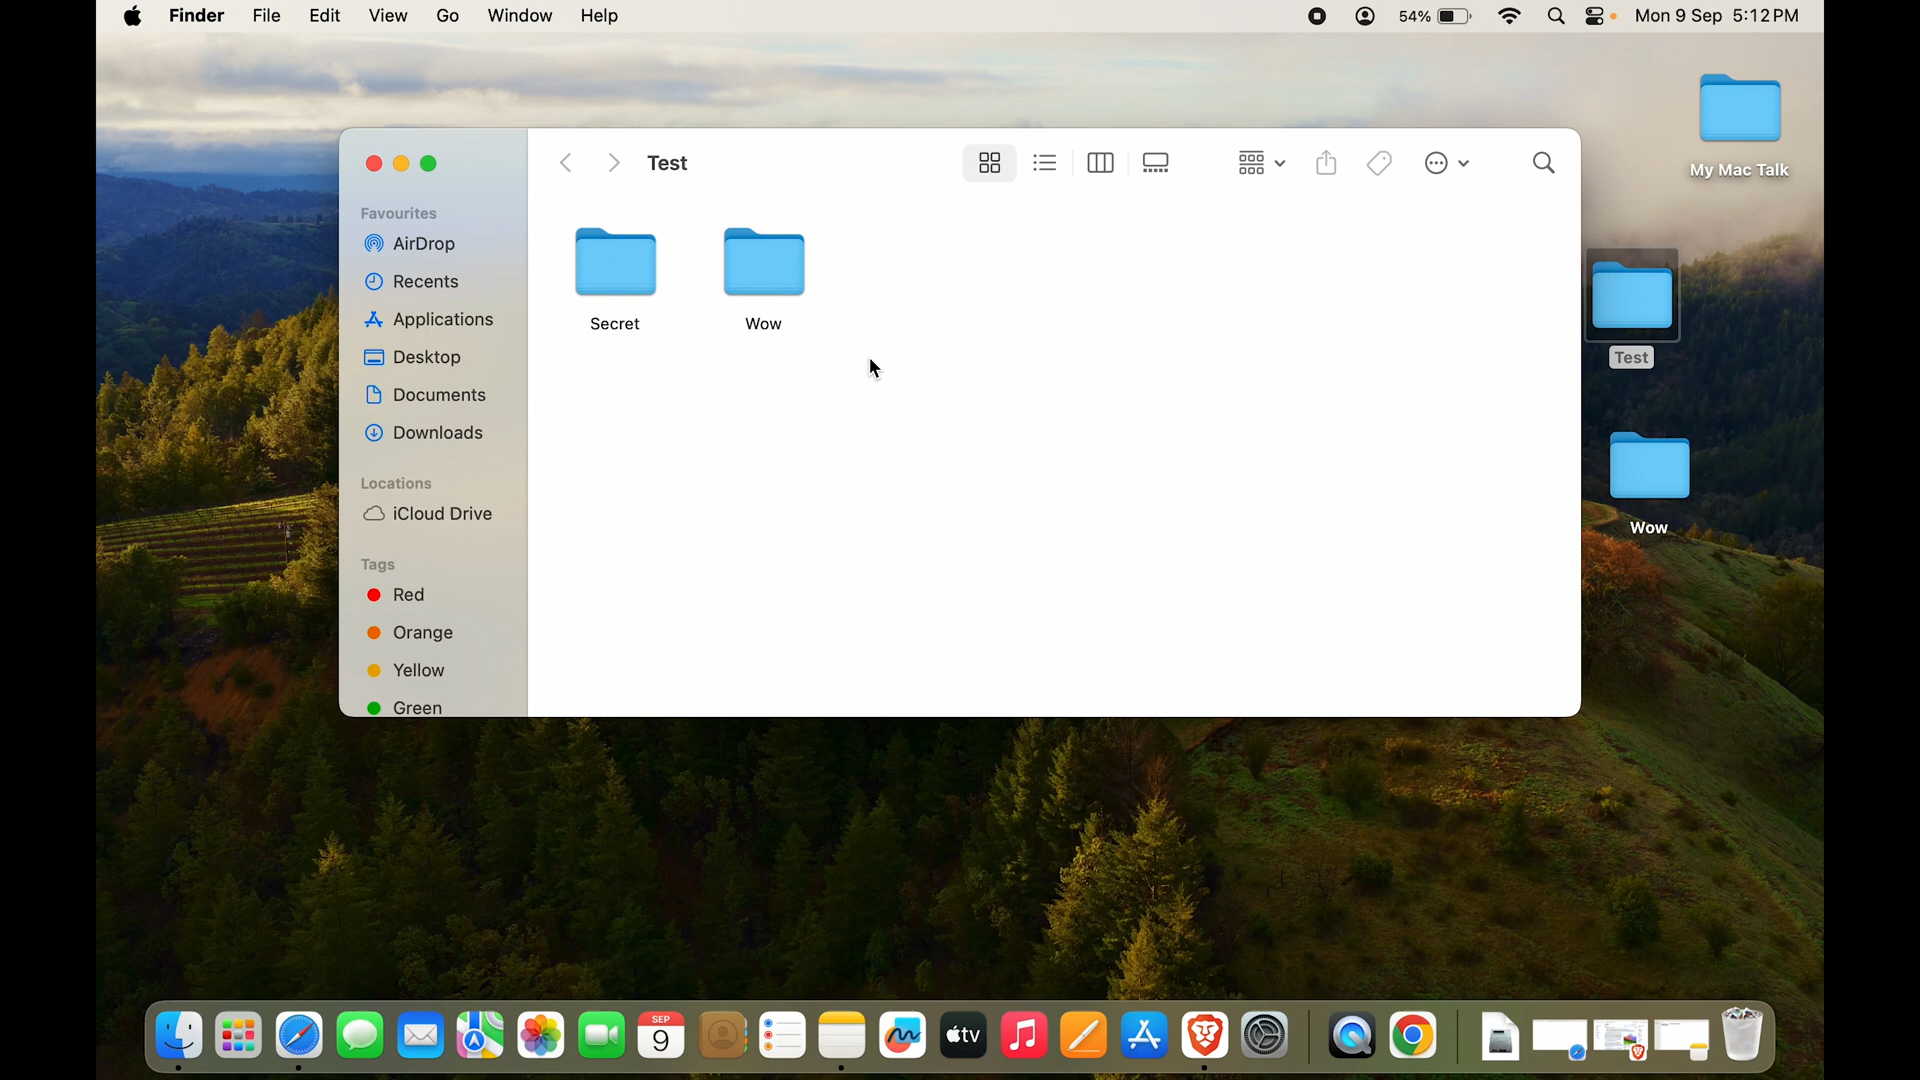 Finder File Edit View Go Window Help 54% Mon 9 Sep 5:12 PM
My Mac Talk
Test
Favourites
AirDrop
Recents
Applications
Desktop
Documents
Downloads
Locations
iCloud Drive
Tags
Red
Orange
Yellow
Green
Secret
Wow
Test
Wow
SEP
9
tv